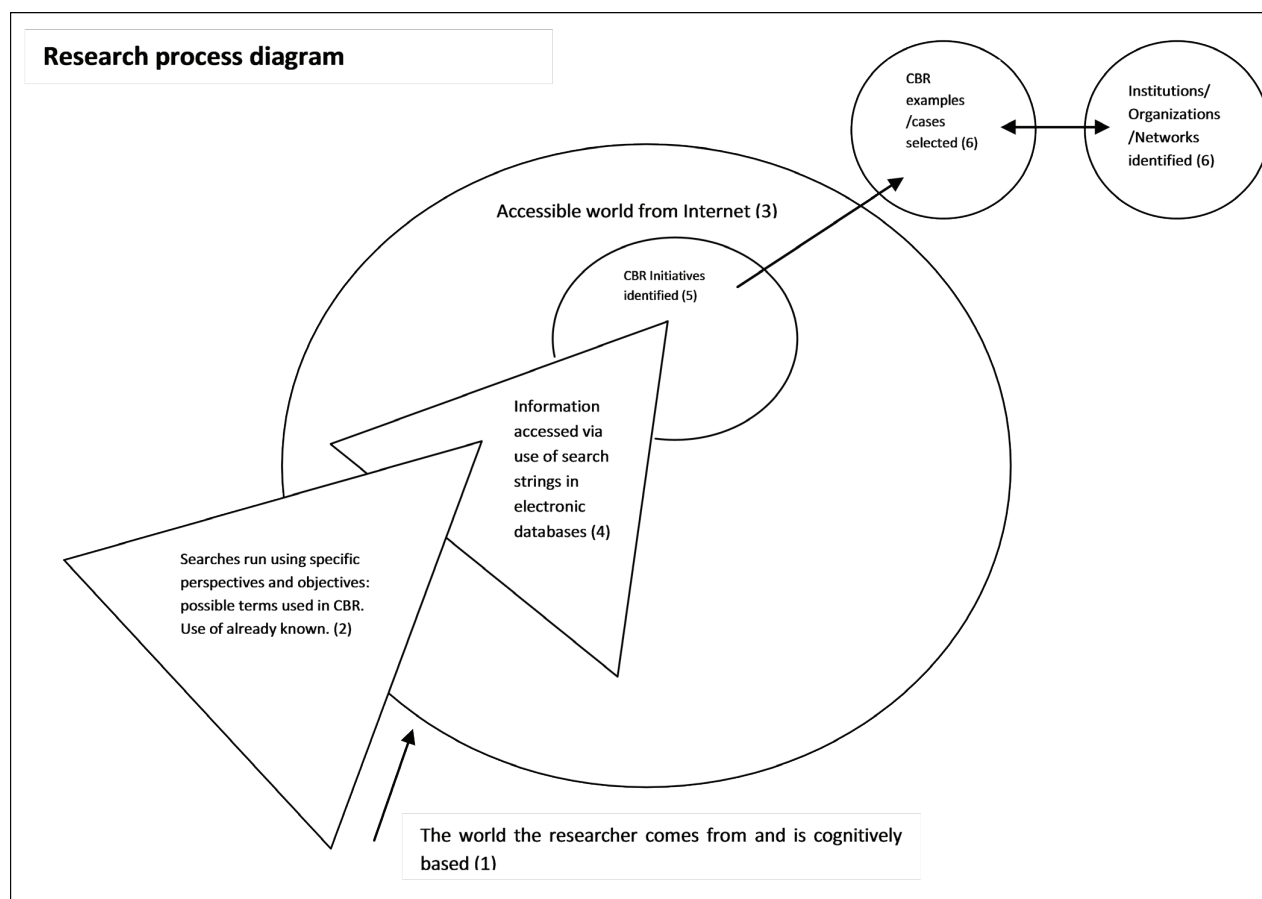 Research process diagram
CBR
examples
/cases
selected (6)
Institutions/
Organizations
/Networks
identified (6)
Accessible world from Internet (3)
CBR Initiatives
identified (5)
Information
accessed via
use of search
strings in
electronic
databases (4)
Searches run using specific
perspectives and objectives:
possible terms used in CBR.
Use of already known. (2)
The world the researcher comes from and is cognitively
based (1)